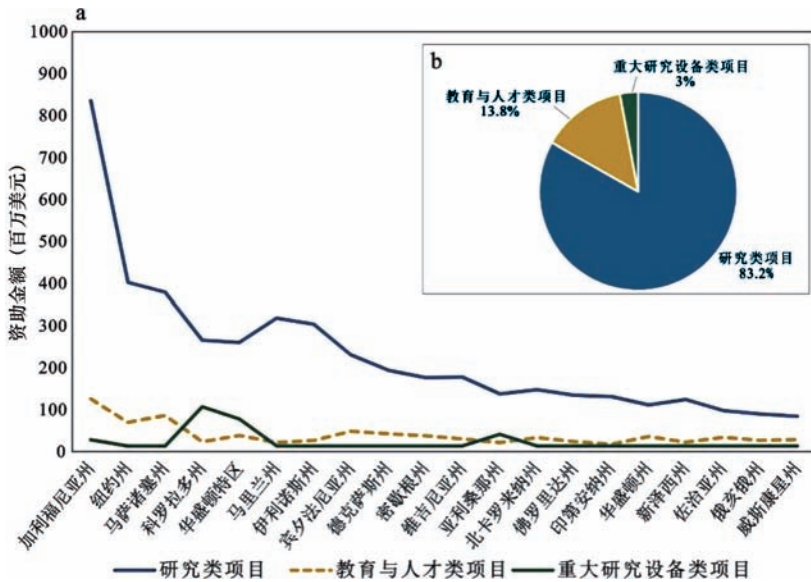 a
1000
900
800
700
600
500
400
300
200
100
0
资助金额（百万美元）
b
重大研究设备类项目
3%
教育与人才类项目
13.8%
研究类项目
83.2%
加利福尼亚州
纽约州
马萨诸塞州
科罗拉多州
华盛顿特区
马里兰州
伊利诺斯州
宾夕法尼亚州
德克萨斯州
密歇根州
维吉尼亚州
亚利桑那州
北卡罗来纳州
佛罗里达州
印第安纳州
华盛顿州
新泽西州
佐治亚州
俄亥俄州
威斯康星州
研究类项目 教育与人才类项目 重大研究设备类项目